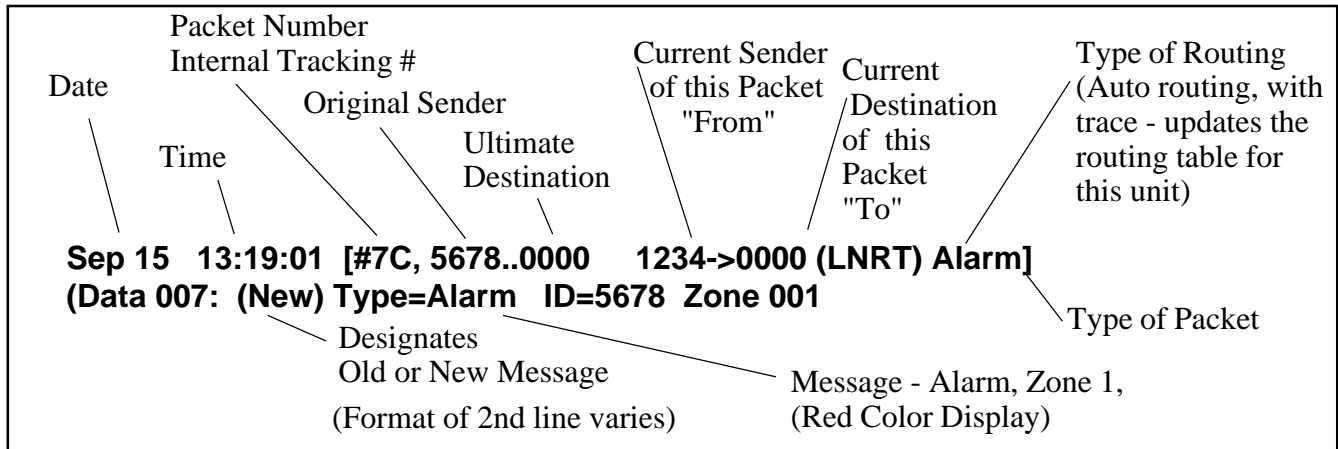 Packet Number
Internal Tracking #
Date
Time
Original Sender
Ultimate
Destination
Current Sender
of this Packet
"From"
Current
Destination
of this
Packet
"To"
Type of Routing
(Auto routing, with
trace - updates the
routing table for
this unit)
Sep 15 13:19:01 [#7C, 5678..0000 1234->0000 (LNRT) Alarm]
(Data 007: (New) Type=Alarm ID=5678 Zone 001
Designates
Old or New Message
(Format of 2nd line varies)
Message - Alarm, Zone 1,
(Red Color Display)
Type of Packet